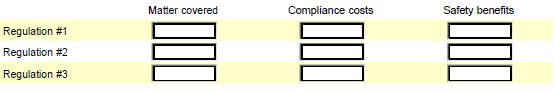 Matter covered Compliance costs Safety benefits
Regulation #1
Regulation #2
Regulation #3